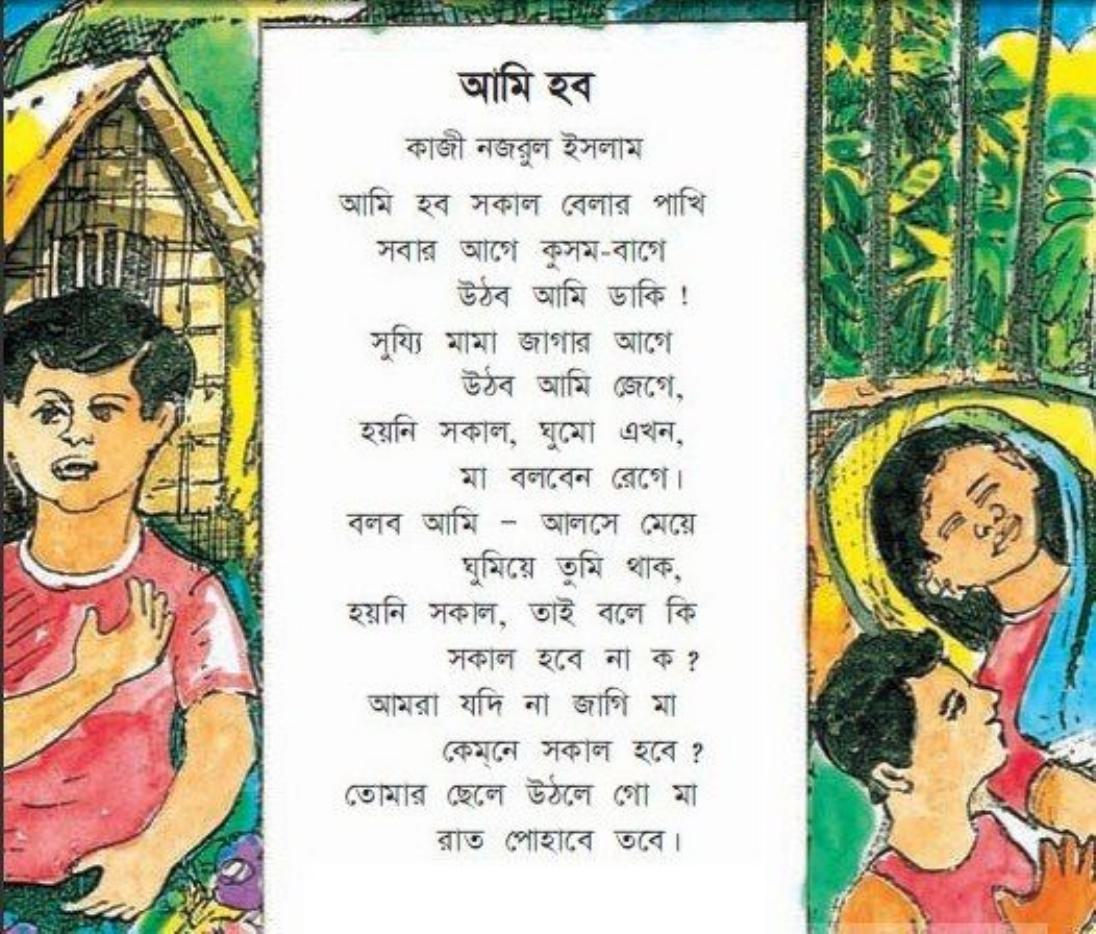 আমি হব
কাজী নজরুল ইসলাম
আমি হব সকাল বেলার পাখি
সবার আগে কুসম-বাগে
উঠব আমি ডাকি !
সুয্যি মামা জাগার আগে
উঠব আমি জেগে,
হয়নি সকাল, ঘুমো এখন,
মা বলবেন রেগে।
বলব আমি – আলসে মেয়ে
ঘুমিয়ে তুমি থাক,
হয়নি সকাল, তাই বলে কি
সকাল হবে না ক ?
আমরা যদি না জাগি মা
কেম্‌নে সকাল হবে ?
তোমার ছেলে উঠলে গো মা
রাত পোহাবে তবে।